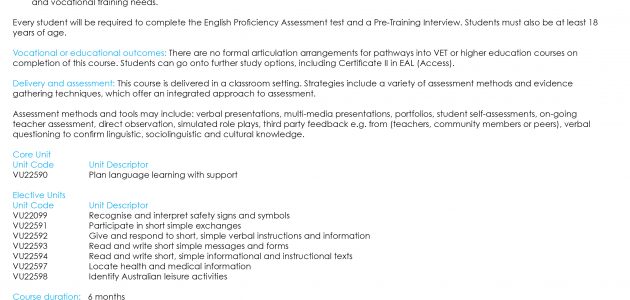 and vocational training needs.
Every student will be required to complete the English Proficiency Assessment test and a Pre-Training Interview. Students must also be at least 18
years of age.
Vocational or educational outcomes: There are no formal articulation arrangements for pathways into VET or higher education courses on
completion of this course. Students can go onto further study options, including Certificate II in EAL (Access).
Delivery and assessment: This course is delivered in a classroom setting. Strategies include a variety of assessment methods and evidence
gathering techniques, which offer an integrated approach to assessment.
Assessment methods and tools may include: verbal presentations, multi-media presentations, portfolios, student self-assessments, on-going
teacher assessment, direct observation, simulated role plays, third party feedback e.g. from (teachers, community members or peers), verbal
questioning to confirm linguistic, sociolinguistic and cultural knowledge.
Core Unit
Unit Code Unit Descriptor
VU22590 Plan language learning with support
Elective Units
Unit Code Unit Descriptor
VU22099 Recognise and interpret safety signs and symbols
VU22591 Participate in short simple exchanges
VU22592 Give and respond to short, simple verbal instructions and information
VU22593 Read and write short simple messages and forms
VU22594 Read and write short, simple informational and instructional texts
VU22597 Locate health and medical information
VU22598 Identify Australian leisure activities
Course duration: 6 months